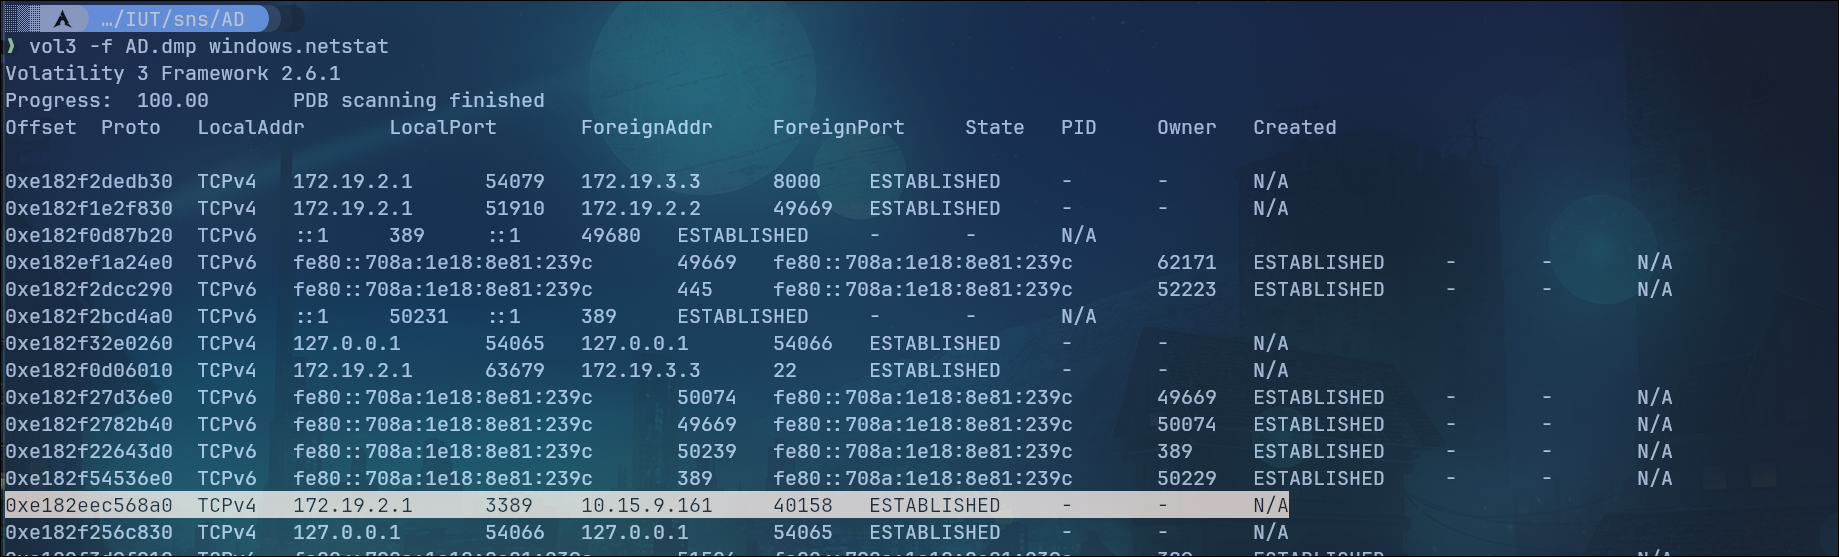 …/IUT/sns/AD
❯ vol3 -f AD.dmp windows.netstat
Volatility 3 Framework 2.6.1
Progress:  100.00       PDB scanning finished
Offset  Proto   LocalAddr       LocalPort       ForeignAddr     ForeignPort     State   PID     Owner   Created
0xe182f2dedb30  TCPv4   172.19.2.1      54079   172.19.3.3      8000    ESTABLISHED     -       -       N/A
0xe182f1e2f830  TCPv4   172.19.2.1      51910   172.19.2.2      49669   ESTABLISHED     -       -       N/A
0xe182f0d87b20  TCPv6   ::1     389     ::1     49680   ESTABLISHED     -       -       N/A
0xe182ef1a24e0  TCPv6   fe80::708a:1e18:8e81:239c       49669   fe80::708a:1e18:8e81:239c       62171   ESTABLISHED     -       -       N/A
0xe182f2dcc290  TCPv6   fe80::708a:1e18:8e81:239c       445     fe80::708a:1e18:8e81:239c       52223   ESTABLISHED     -       -       N/A
0xe182f2bcd4a0  TCPv6   ::1     50231   ::1     389     ESTABLISHED     -       -       N/A
0xe182f32e0260  TCPv4   127.0.0.1       54065   127.0.0.1       54066   ESTABLISHED     -       -       N/A
0xe182f0d06010  TCPv4   172.19.2.1      63679   172.19.3.3      22      ESTABLISHED     -       -       N/A
0xe182f27d36e0  TCPv6   fe80::708a:1e18:8e81:239c       50074   fe80::708a:1e18:8e81:239c       49669   ESTABLISHED     -       -       N/A
0xe182f2782b40  TCPv6   fe80::708a:1e18:8e81:239c       49669   fe80::708a:1e18:8e81:239c       50074   ESTABLISHED     -       -       N/A
0xe182f22643d0  TCPv6   fe80::708a:1e18:8e81:239c       50239   fe80::708a:1e18:8e81:239c       389     ESTABLISHED     -       -       N/A
0xe182f54536e0  TCPv6   fe80::708a:1e18:8e81:239c       389     fe80::708a:1e18:8e81:239c       50229   ESTABLISHED     -       -       N/A
0xe182eec568a0  TCPv4   172.19.2.1      3389    10.15.9.161     40158   ESTABLISHED     -       -       N/A
0xe182f256c830  TCPv4   127.0.0.1       54066   127.0.0.1       54065   ESTABLISHED     -       -       N/A